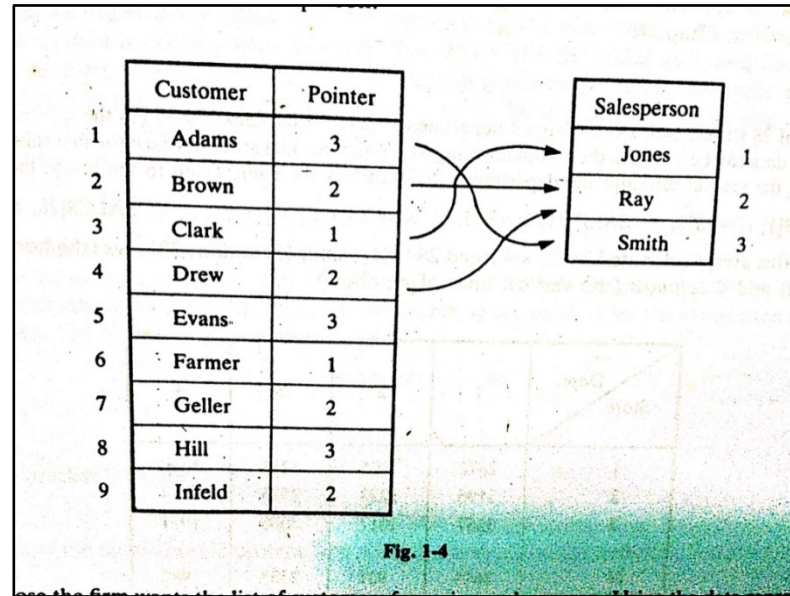 Customer Pointer
1 Adams 3
2 Brown 2
3 Clark 1
4 Drew 2
5 Evans 3
6 Farmer 1
7 Geller 2
8 Hill 3
9 Infeld 2
Salesperson
Jones 1
Ray 2
Smith 3
Fig. 1-4